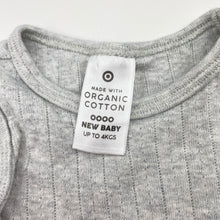 MADE WITH
ORGANIC
COTTON
0000
NEW BABY
UP TO 4KGS